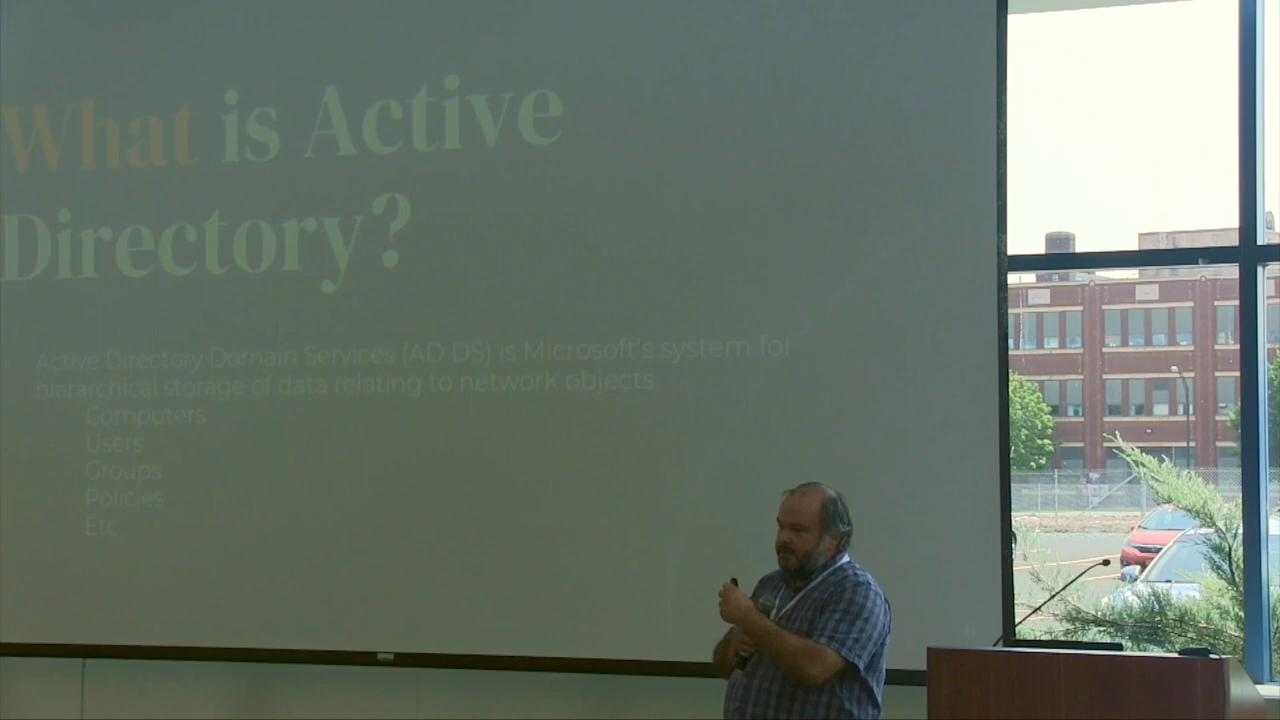 What is Active
Directory?
Active Directory Domain Services (AD DS) is Microsoft's system for
hierarchical storage of data relating to network objects.
Computers
Users
Groups
Policies
Etc.